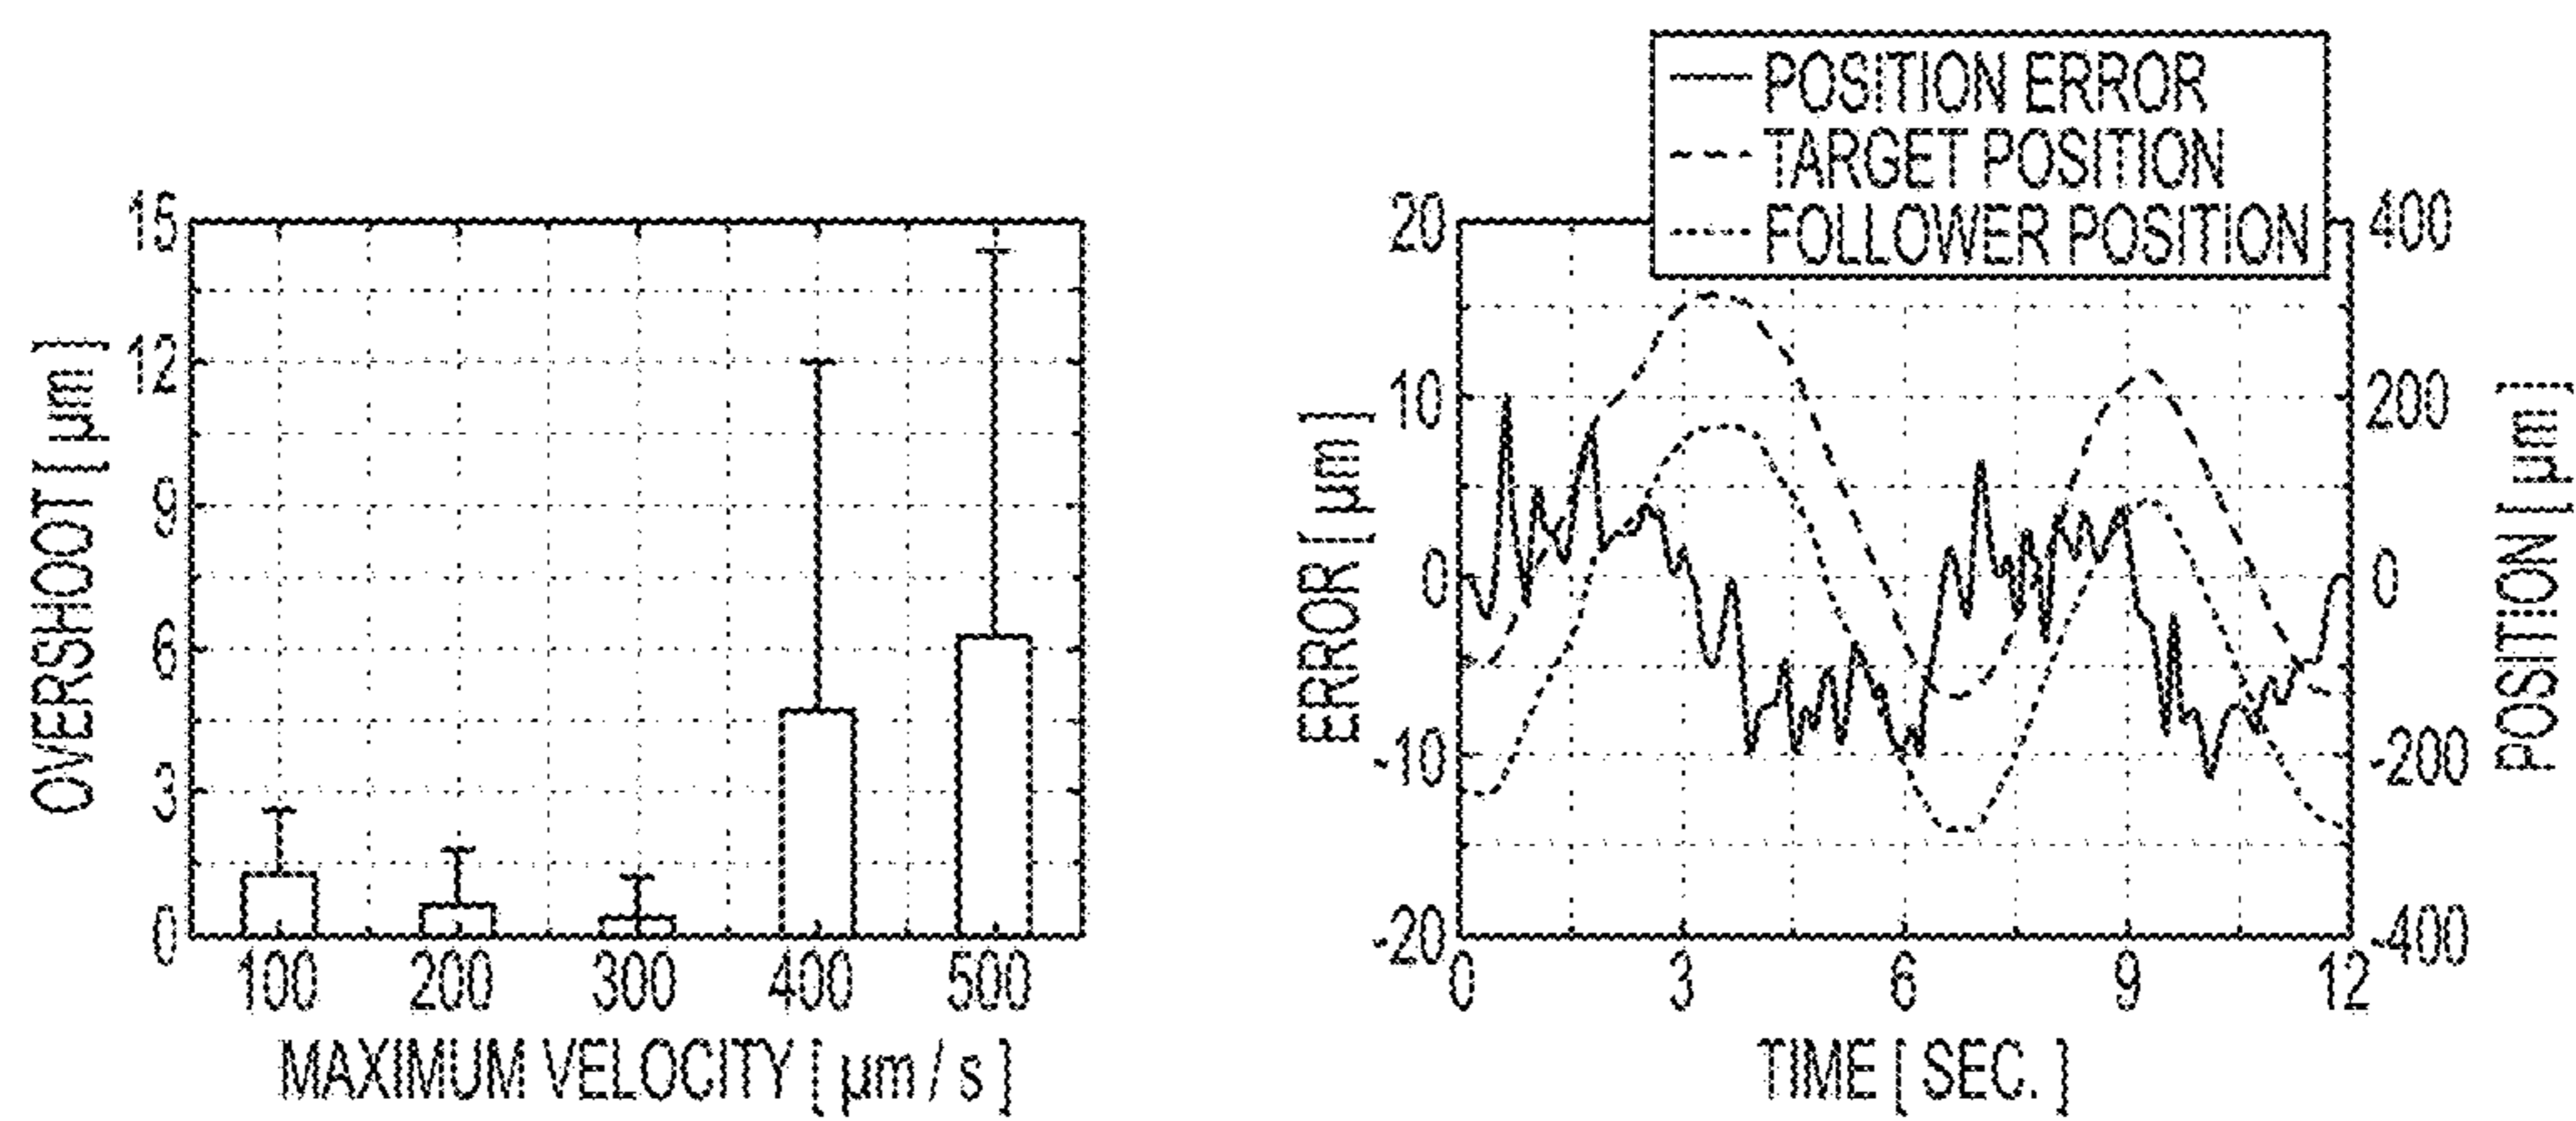 15
12
9
6
3
0
OVERSHOOT [ µm ]
100 200 300 400 500
MAXIMUM VELOCITY [ µm / s ]
POSITION ERROR
TARGET POSITION
FOLLOWER POSITION
20
10
0
-10
-20
ERROR [ µm ]
400
200
0
-200
-400
POSITION [ µm ]
0 3 6 9 12
TIME [ SEC. ]